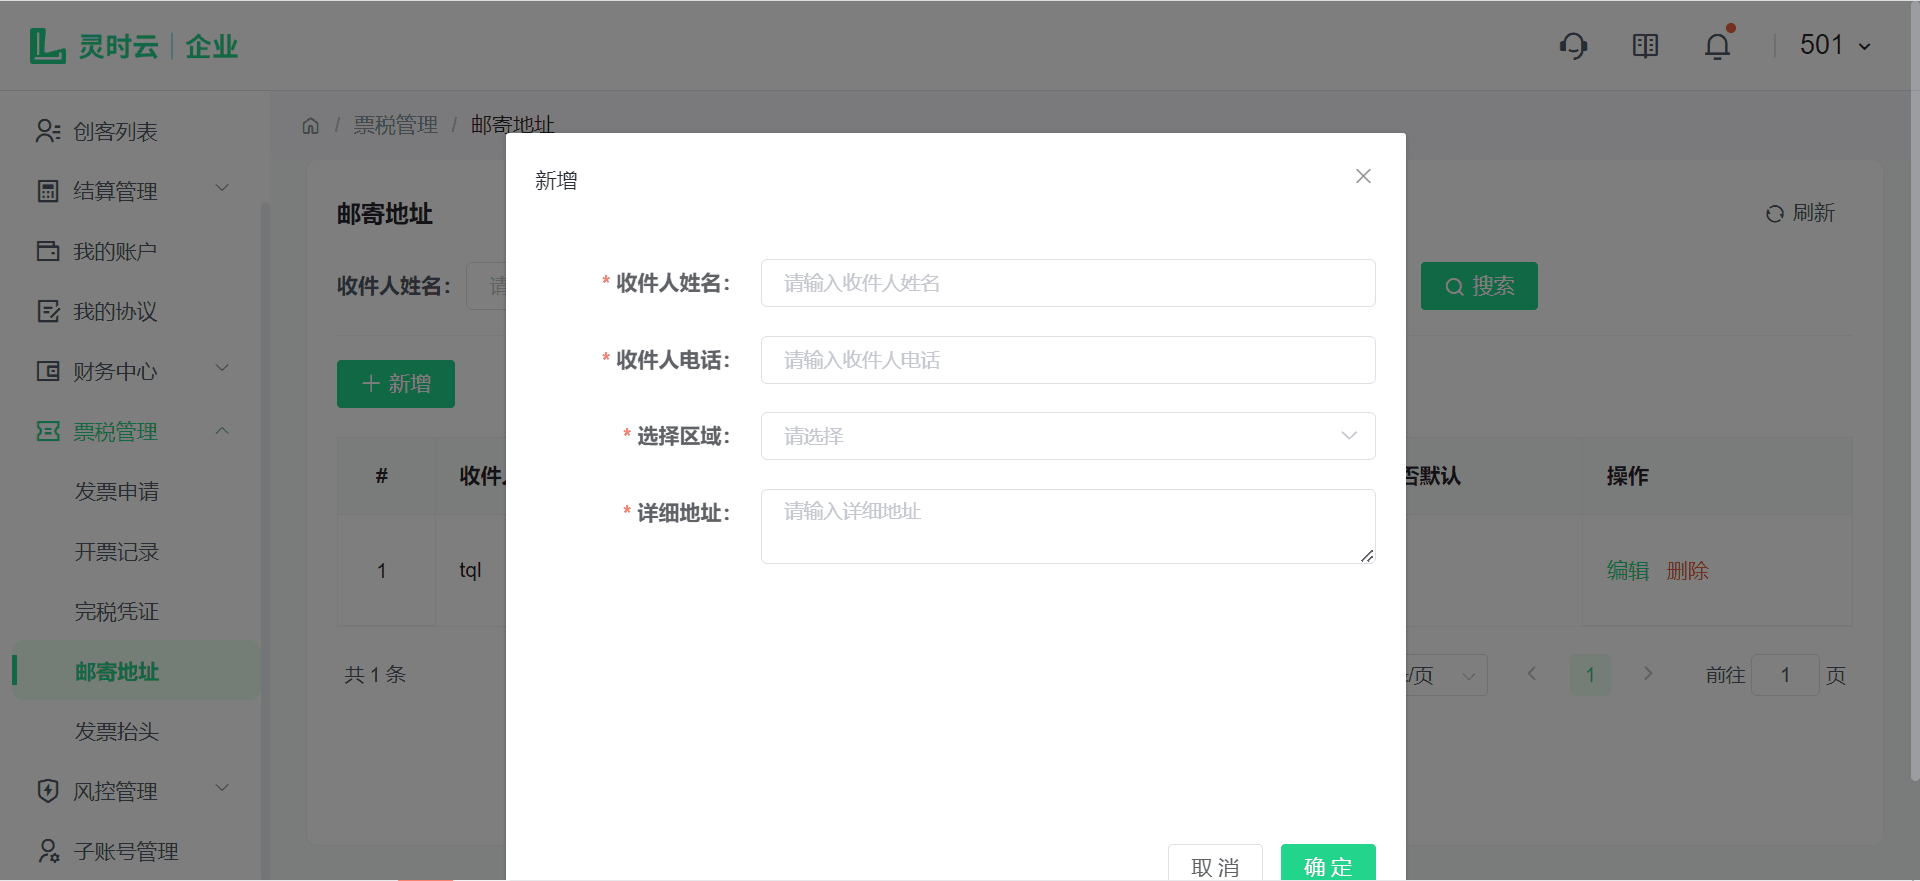 灵时云 | 企业
501
创客列表
结算管理
我的账户
我的协议
财务中心
票税管理
发票申请
开票记录
完税凭证
邮寄地址
发票抬头
风控管理
子账号管理
/ 票税管理 / 邮寄地址
邮寄地址
刷新
收件人姓名： 请
搜索
新增
# 收件人 否默认 操作
1 tql 编辑 删除
共 1 条 /页 1 前往 1 页
新增
* 收件人姓名： 请输入收件人姓名
* 收件人电话： 请输入收件人电话
* 选择区域： 请选择
* 详细地址： 请输入详细地址
取消 确定